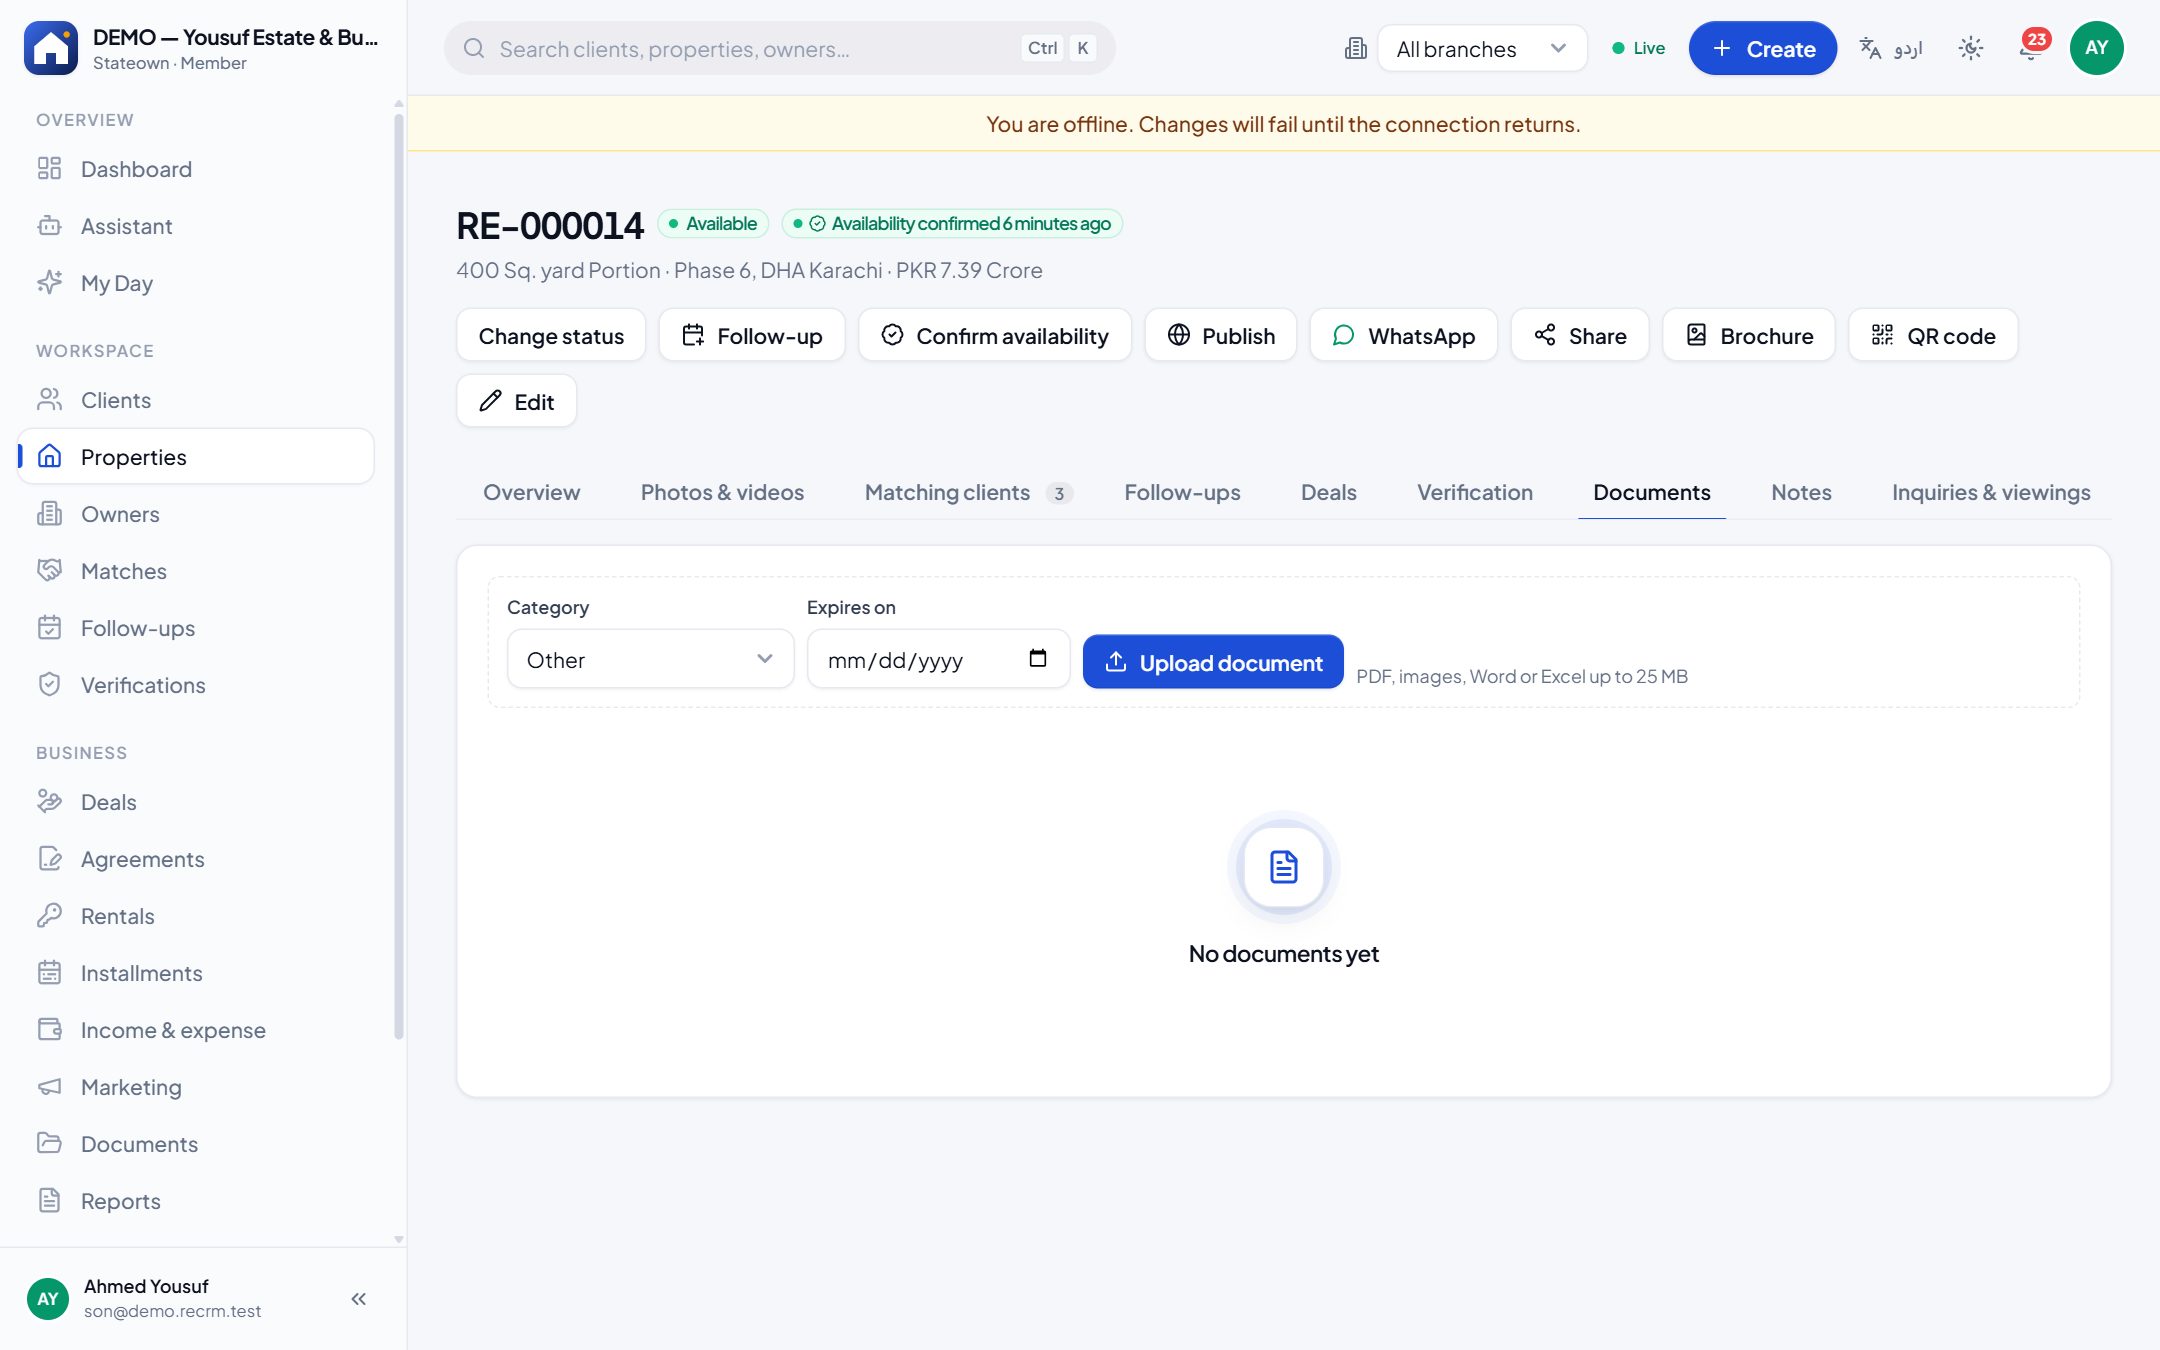 DEMO — Yousuf Estate & Bu...
Stateown · Member
OVERVIEW
Dashboard
Assistant
My Day
WORKSPACE
Clients
Properties
Owners
Matches
Follow-ups
Verifications
BUSINESS
Deals
Agreements
Rentals
Installments
Income & expense
Marketing
Documents
Reports
AY
Ahmed Yousuf
son@demo.recrm.test
Search clients, properties, owners... Ctrl K
All branches
Live
Create
اردو
23
AY
You are offline. Changes will fail until the connection returns.
RE-000014 Available Availability confirmed 6 minutes ago
400 Sq. yard Portion · Phase 6, DHA Karachi · PKR 7.39 Crore
Change status Follow-up Confirm availability Publish WhatsApp Share Brochure QR code
Edit
Overview Photos & videos Matching clients 3 Follow-ups Deals Verification Documents Notes Inquiries & viewings
Category Expires on
Other mm/dd/yyyy Upload document PDF, images, Word or Excel up to 25 MB
No documents yet